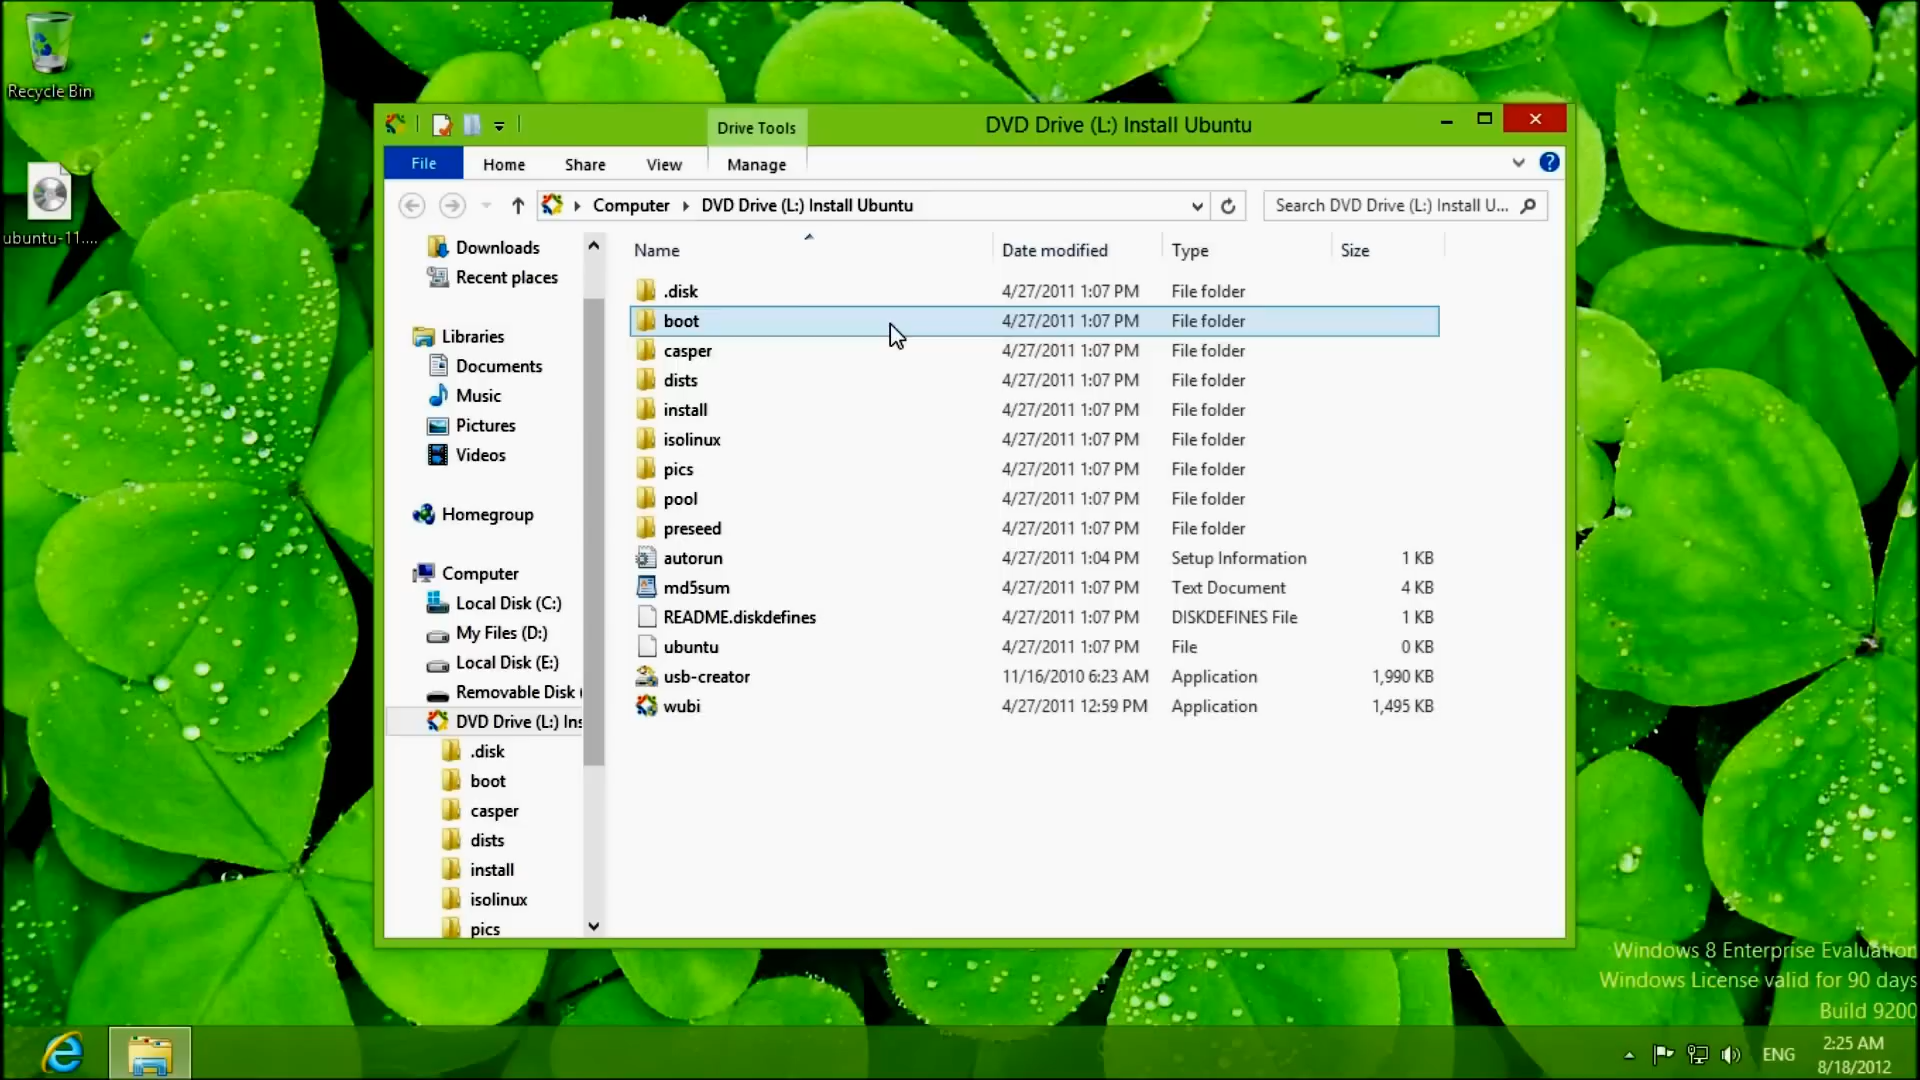 Recycle Bin
ubuntu-11....
Drive Tools
DVD Drive (L:) Install Ubuntu
File
Home
Share
View
Manage
Computer
DVD Drive (L:) Install Ubuntu
Search DVD Drive (L:) Install U...
Downloads
Recent places
Libraries
Documents
Music
Pictures
Videos
Homegroup
Computer
Local Disk (C:)
My Files (D:)
Local Disk (E:)
Removable Disk (
DVD Drive (L:) Ins
.disk
boot
casper
dists
install
isolinux
pics
Name Date modified Type Size
.disk 4/27/2011 1:07 PM File folder
boot 4/27/2011 1:07 PM File folder
casper 4/27/2011 1:07 PM File folder
dists 4/27/2011 1:07 PM File folder
install 4/27/2011 1:07 PM File folder
isolinux 4/27/2011 1:07 PM File folder
pics 4/27/2011 1:07 PM File folder
pool 4/27/2011 1:07 PM File folder
preseed 4/27/2011 1:07 PM File folder
autorun 4/27/2011 1:04 PM Setup Information 1 KB
md5sum 4/27/2011 1:07 PM Text Document 4 KB
README.diskdefines 4/27/2011 1:07 PM DISKDEFINES File 1 KB
ubuntu 4/27/2011 1:07 PM File 0 KB
usb-creator 11/16/2010 6:23 AM Application 1,990 KB
wubi 4/27/2011 12:59 PM Application 1,495 KB
Windows 8 Enterprise Evaluation
Windows License valid for 90 days
Build 9200
ENG
2:25 AM
8/18/2012